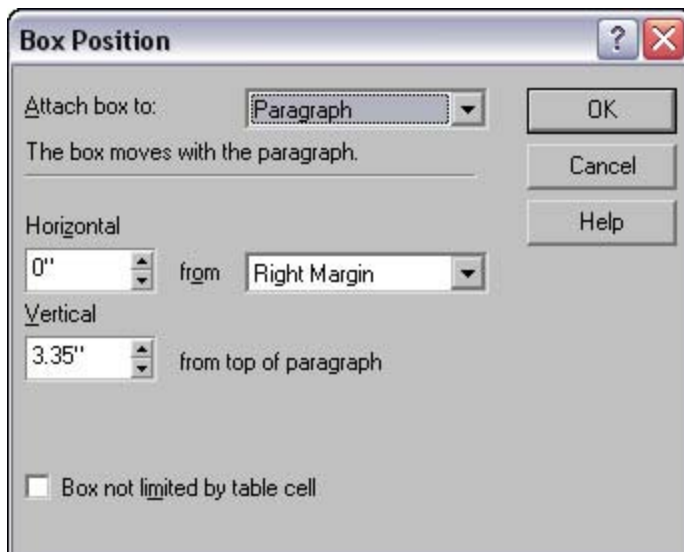 Box Position
Attach box to: Paragraph OK
The box moves with the paragraph.
Cancel
Help
Horizontal
0" from Right Margin
Vertical
3.35" from top of paragraph
Box not limited by table cell